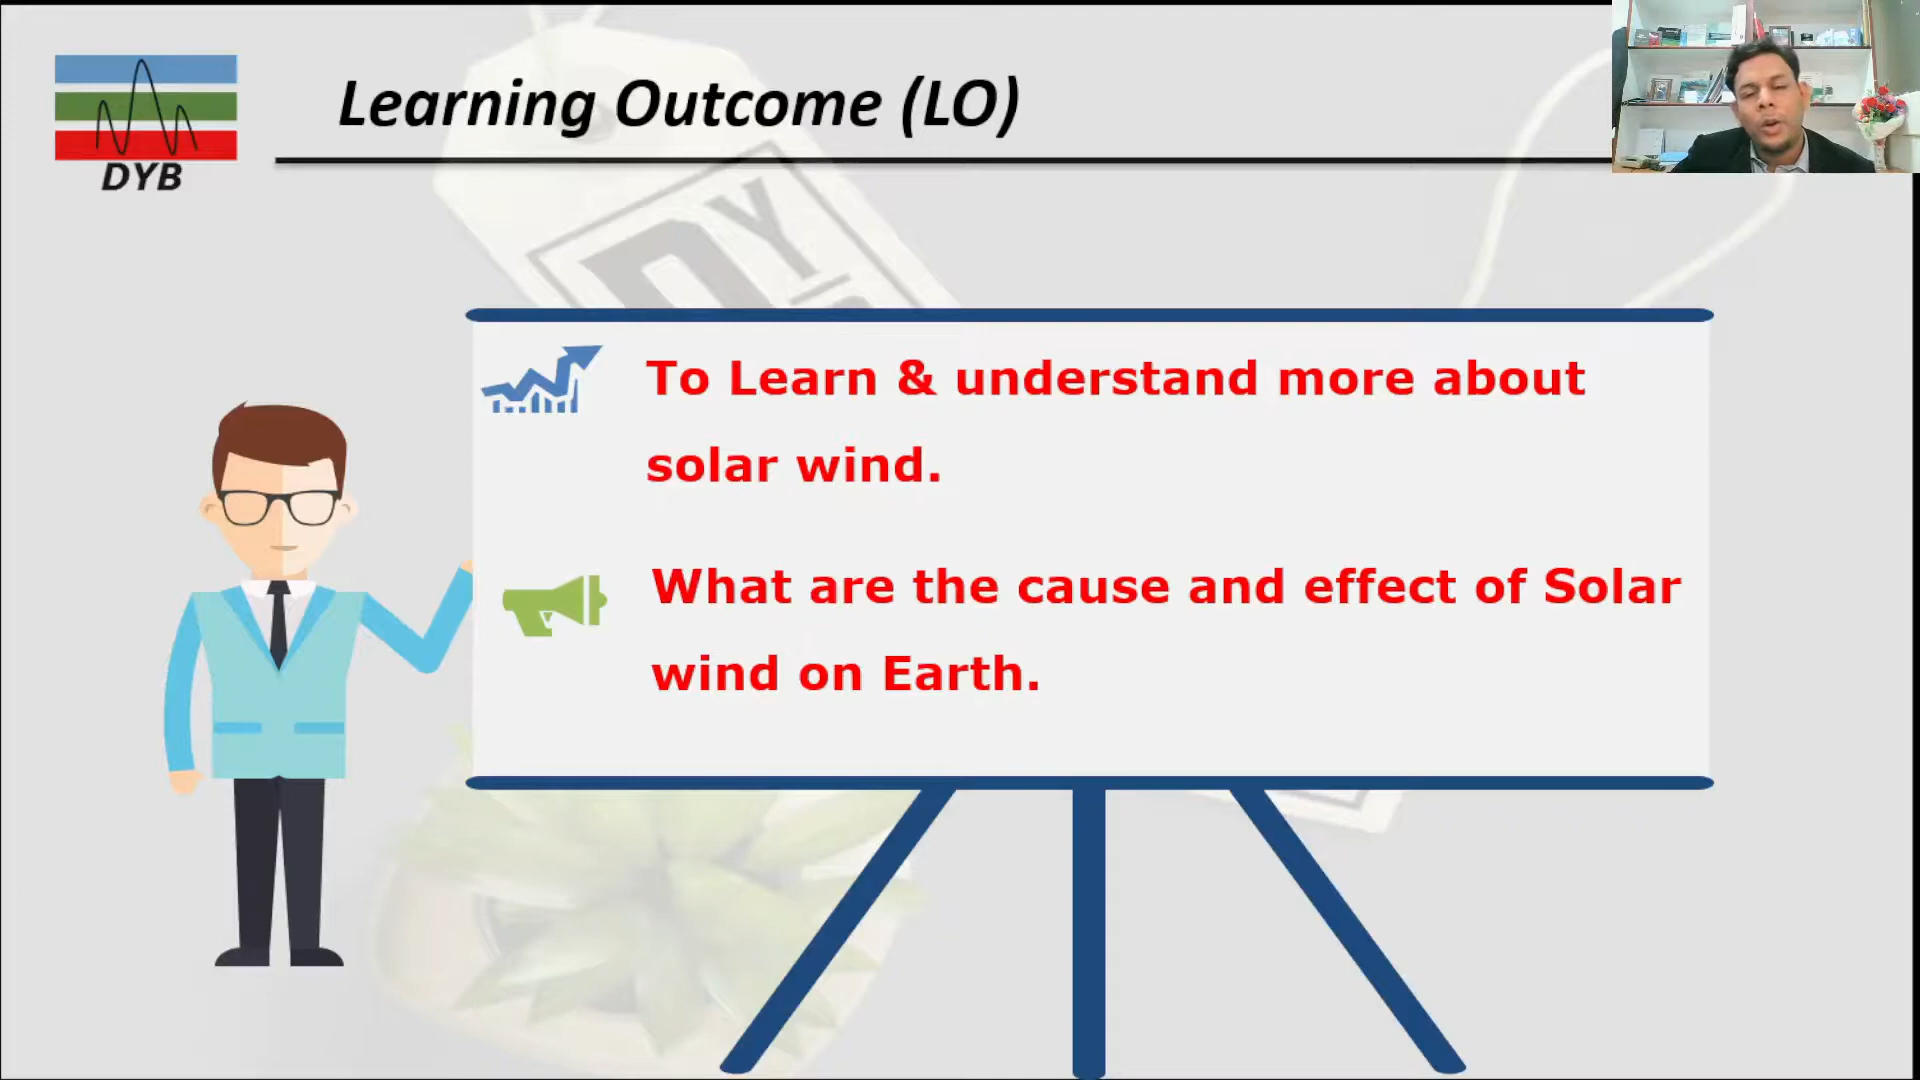 Learning Outcome (LO)
DYB
To Learn & understand more about
solar wind.
What are the cause and effect of Solar
wind on Earth.